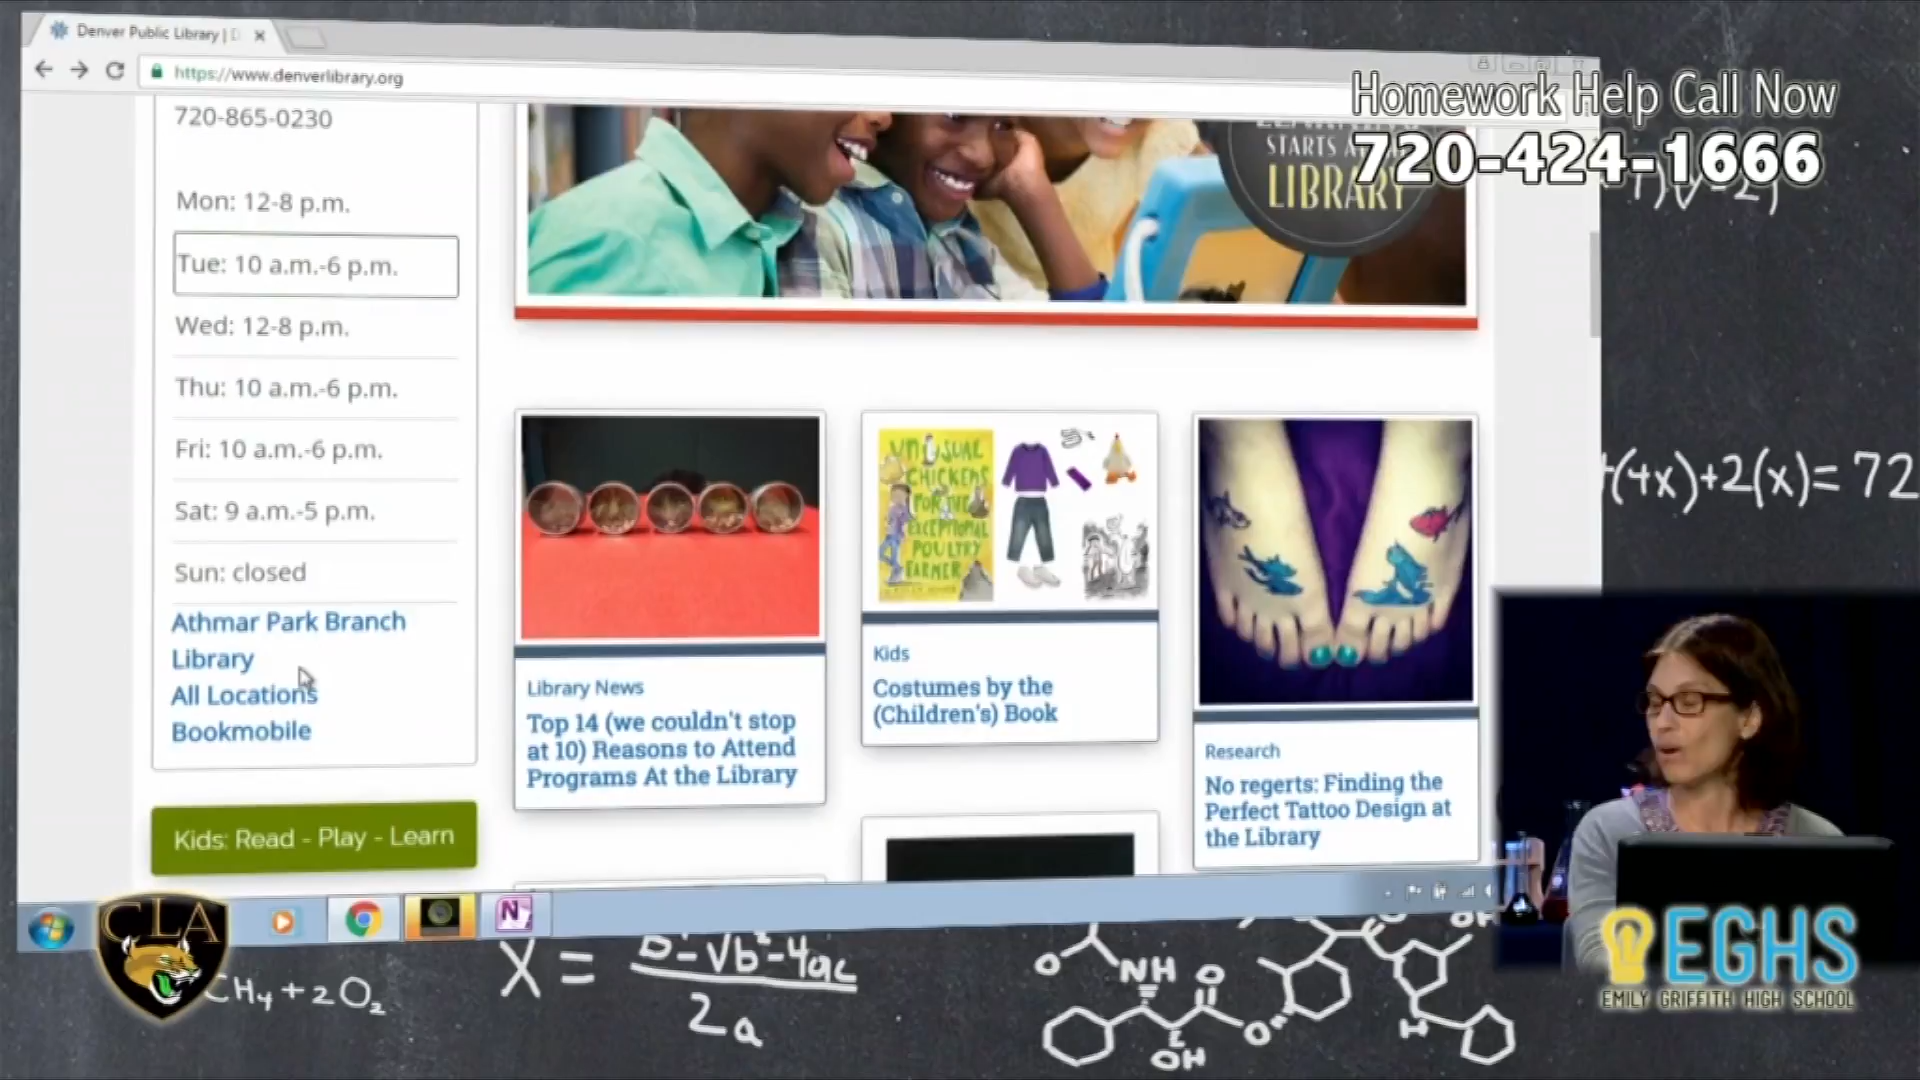 Denver Public Library | D
https://www.denverlibrary.org
Homework Help Call Now
720-424-1666
720-865-0230
Mon: 12-8 p.m.
Tue: 10 a.m.-6 p.m.
Wed: 12-8 p.m.
Thu: 10 a.m.-6 p.m.
Fri: 10 a.m.-6 p.m.
Sat: 9 a.m.-5 p.m.
Sun: closed
Athmar Park Branch
Library
All Locations
Bookmobile
Kids: Read - Play - Learn
STARTS
LIBRARY
UNUSUAL
CHICKENS
FOR THE
EXCEPTIONAL
POULTRY
FARMER
Library News
Top 14 (we couldn't stop
at 10) Reasons to Attend
Programs At the Library
Kids
Costumes by the
(Children's) Book
Research
No regerts: Finding the
Perfect Tattoo Design at
the Library
(4x)+2(x)= 72
CLA
N
CH4+2O2
X = b²-√b²-4ac
2a
O
NH
O
OH
O
OH
H
EGHS
EMILY GRIFFITH HIGH SCHOOL